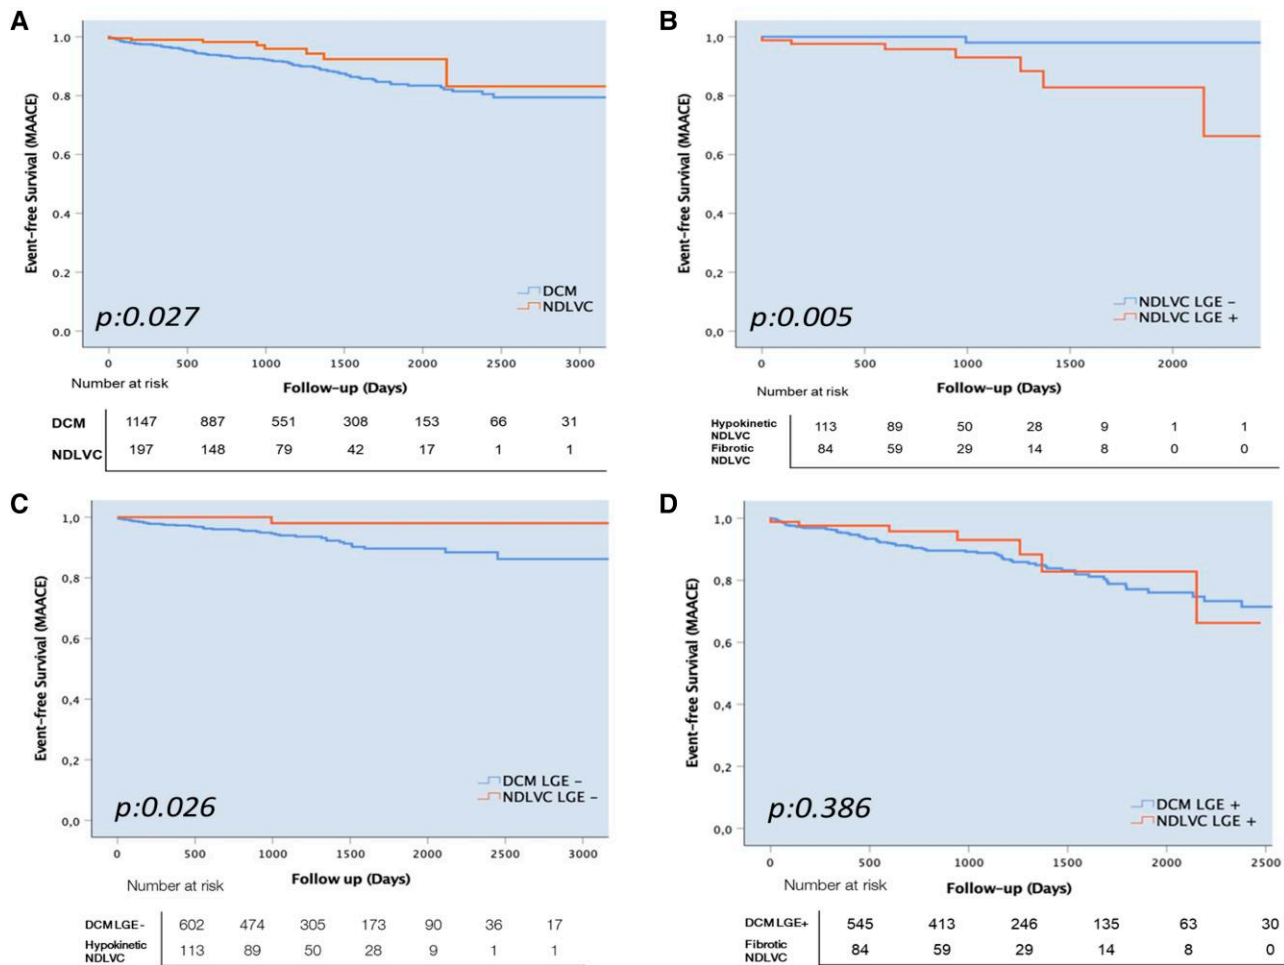 A
1.0
0.8
0.6
0.4
0.2
0.0
Event-free Survival (MAACE)
DCM
NDLVC
p:0.027
0 500 1000 1500 2000 2500 3000
Number at risk
Follow-up (Days)
DCM 1147 887 551 308 153 66 31
NDLVC 197 148 79 42 17 1 1
B
1,0
0,8
0,6
0,4
0,2
0,0
Event-free Survival (MAACE)
NDLVC LGE -
NDLVC LGE +
p:0.005
0 500 1000 1500 2000
Number at risk
Follow-up (Days)
Hypokinetic
NDLVC
113 89 50 28 9 1 1
Fibrotic
NDLVC
84 59 29 14 8 0 0
C
1,0
0,8
0,6
0,4
0,2
0,0
Event-free Survival (MAACE)
DCM LGE -
NDLVC LGE -
p:0.026
0 500 1000 1500 2000 2500 3000
Number at risk
Follow up (Days)
DCM LGE- 602 474 305 173 90 36 17
Hypokinetic
NDLVC
113 89 50 28 9 1 1
D
1,0
0,8
0,6
0,4
0,2
0,0
Event-free Survival (MAACE)
DCM LGE +
NDLVC LGE +
p:0.386
0 500 1000 1500 2000 2500
Number at risk
Follow-up (Days)
DCM LGE+ 545 413 246 135 63 30
Fibrotic
NDLVC
84 59 29 14 8 0